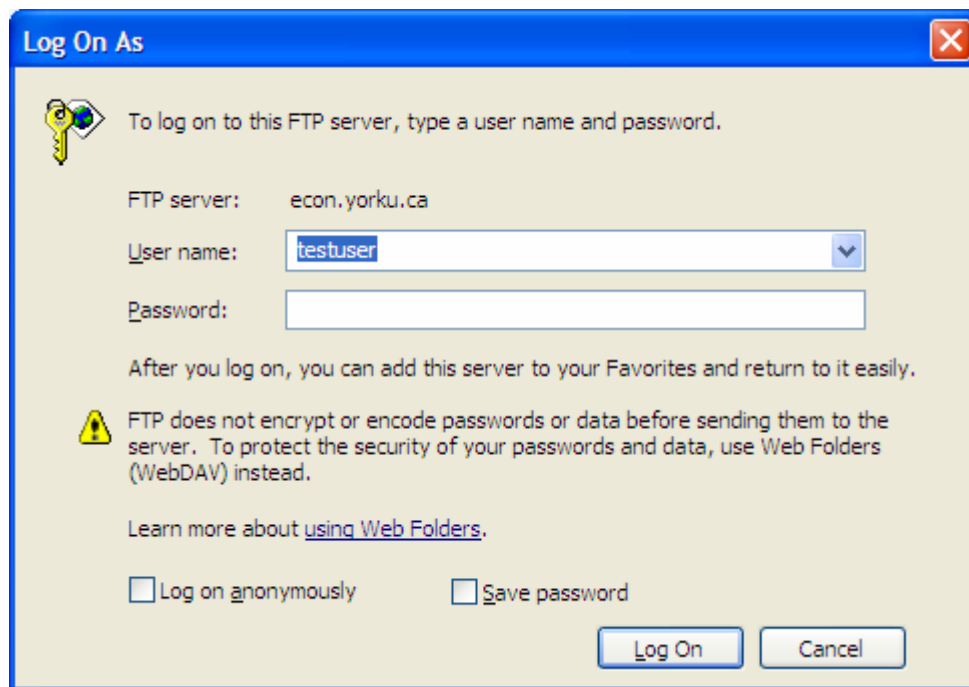 Log On As
To log on to this FTP server, type a user name and password.
FTP server: econ.yorku.ca
User name: testuser
Password:
After you log on, you can add this server to your Favorites and return to it easily.
FTP does not encrypt or encode passwords or data before sending them to the
server. To protect the security of your passwords and data, use Web Folders
(WebDAV) instead.
Learn more about using Web Folders.
Log on anonymously Save password
Log On Cancel